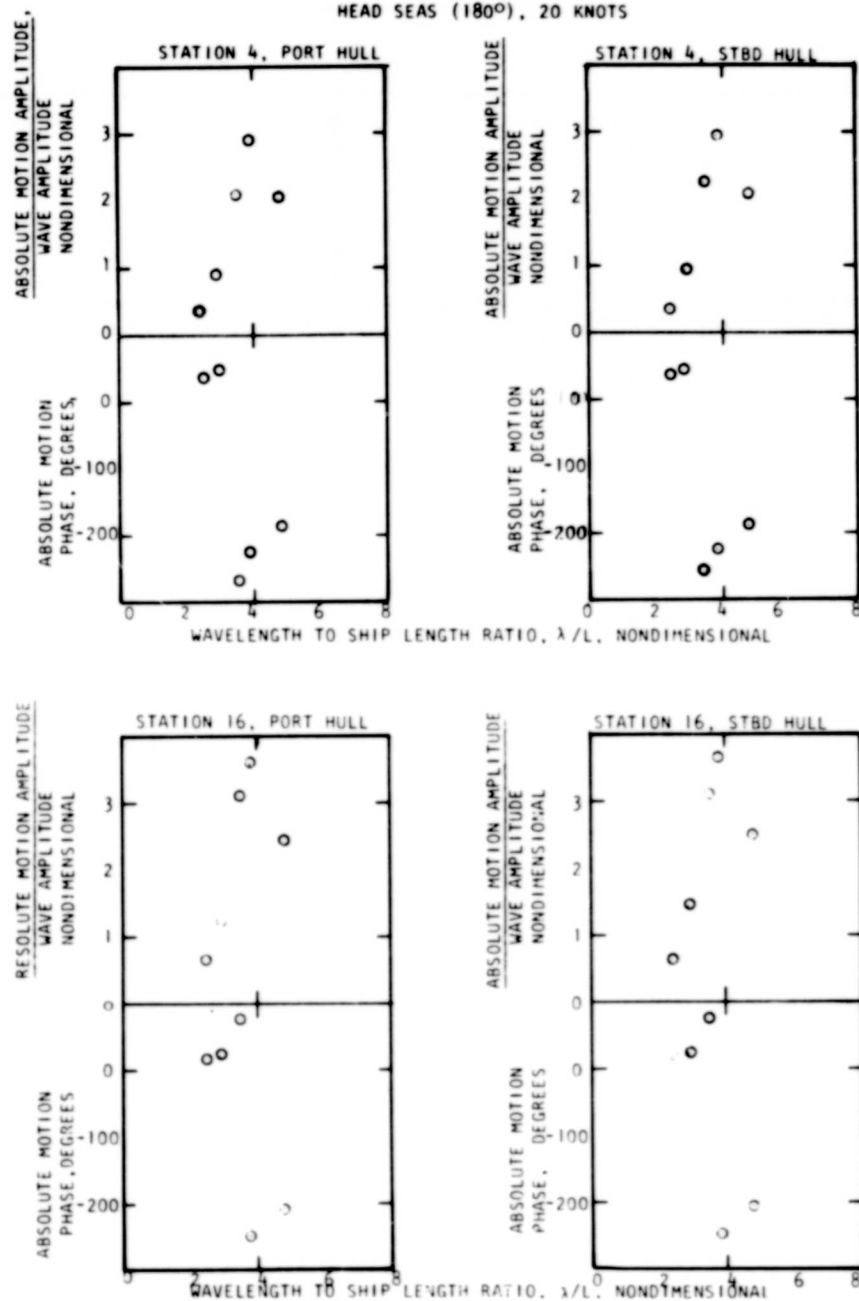 HEAD SEAS (180º), 20 KNOTS
STATION 4, PORT HULL
ABSOLUTE MOTION AMPLITUDE,
WAVE AMPLITUDE
NONDIMENSIONAL
3
2
1
0
ABSOLUTE MOTION
PHASE, DEGREES,
0
-100
-200
0 2 4 6 8
STATION 4, STBD HULL
ABSOLUTE MOTION AMPLITUDE
WAVE AMPLITUDE
NONDIMENSIONAL
3
2
1
0
ABSOLUTE MOTION
PHASE, DEGREES
0
-100
-200
0 2 4 6 8
WAVELENGTH TO SHIP LENGTH RATIO, λ/L, NONDIMENSIONAL
STATION 16, PORT HULL
RESOLUTE MOTION AMPLITUDE
WAVE AMPLITUDE
NONDIMENSIONAL
3
2
1
0
ABSOLUTE MOTION
PHASE, DEGREES
0
-100
-200
0 2 4 6 8
STATION 16, STBD HULL
ABSOLUTE MOTION AMPLITUDE
WAVE AMPLITUDE
NONDIMENSIONAL
3
2
1
0
ABSOLUTE MOTION
PHASE, DEGREES
0
-100
-200
0 2 4 6 8
WAVELENGTH TO SHIP LENGTH RATIO, λ/L, NONDIMENSIONAL